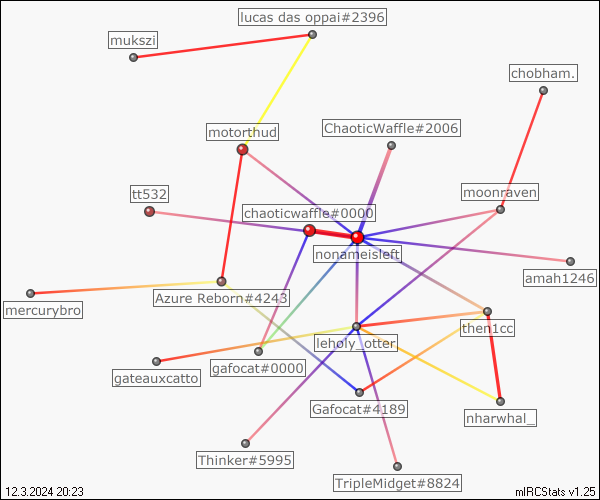 lucas das oppai#2396
mukszi
chobham.
motorthud
ChaoticWaffle#2006
tt532
moonraven
chaoticwaffle#0000
nonameisleft
amah1246
mercurybro
Azure Reborn#4243
leholy_otter
then1cc
gateauxcatto
gafocat#0000
Gafocat#4189
nharwhal_
Thinker#5995
TripleMidget#8824
12.3.2024 20:23
mIRCStats v1.25